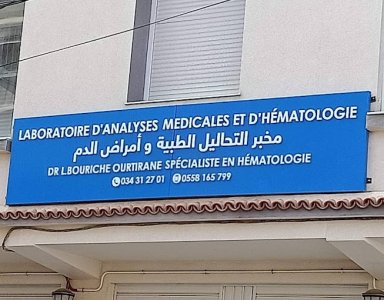 LABORATOIRE D'ANALYSES MEDICALES ET D'HÉMATOLOGIE
مخبر التحاليل الطبية و أمراض الدم
DR L.BOURICHE OURTIRANE SPÉCIALISTE EN HÉMATOLOGIE
034 31 27 01 0558 165 799